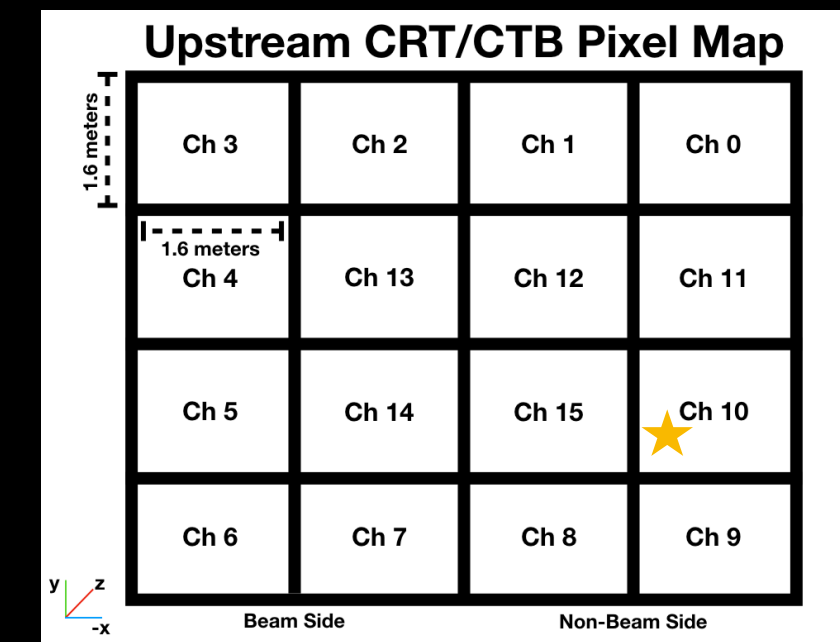 Upstream CRT/CTB Pixel Map
1.6 meters
Ch 3 Ch 2 Ch 1 Ch 0
1.6 meters
Ch 4 Ch 13 Ch 12 Ch 11
Ch 5 Ch 14 Ch 15 Ch 10
Ch 6 Ch 7 Ch 8 Ch 9
y z
-x
Beam Side Non-Beam Side